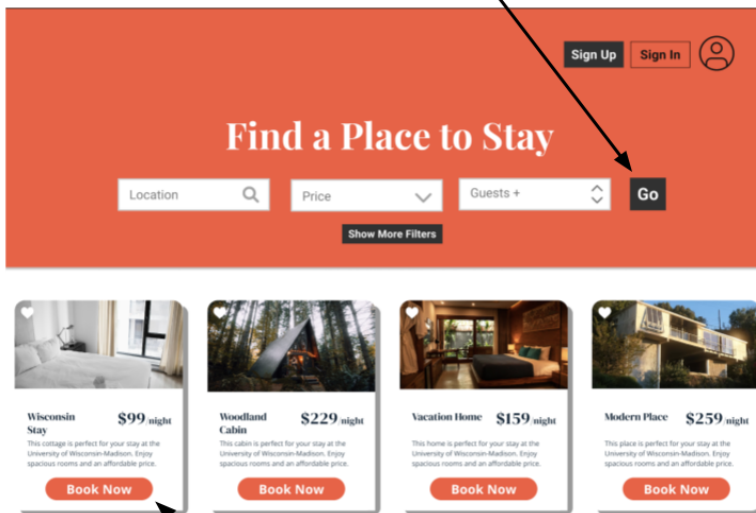 Sign Up
Sign In
Find a Place to Stay
Location
Price
Guests +
Go
Show More Filters
Wisconsin
Stay
$99/night
This cottage is perfect for your stay at the
University of Wisconsin-Madison. Enjoy
spacious rooms and an affordable price.
Book Now
Woodland
Cabin
$229/night
This cabin is perfect for your stay at the
University of Wisconsin-Madison. Enjoy
spacious rooms and an affordable price.
Book Now
Vacation Home
$159/night
This home is perfect for your stay at the
University of Wisconsin-Madison. Enjoy
spacious rooms and an affordable price.
Book Now
Modern Place
$259/night
This place is perfect for your stay at the
University of Wisconsin-Madison. Enjoy
spacious rooms and an affordable price.
Book Now